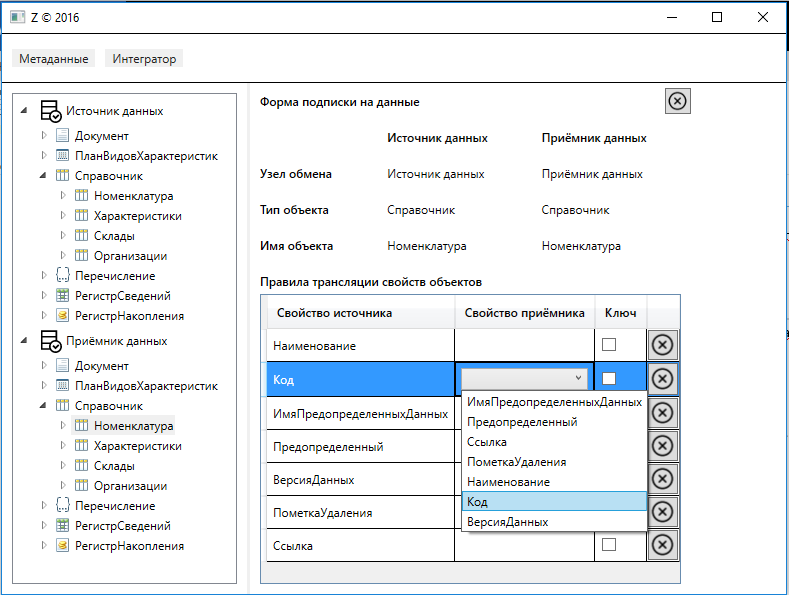 Z © 2016
Метаданные Интегратор
Источник данных
Документ
ПланВидовХарактеристик
Справочник
Номенклатура
Характеристики
Склады
Организации
Перечисление
РегистрСведений
РегистрНакопления
Приёмник данных
Документ
ПланВидовХарактеристик
Справочник
Номенклатура
Характеристики
Склады
Организации
Перечисление
РегистрСведений
РегистрНакопления
Форма подписки на данные
Источник данных Приёмник данных
Узел обмена Источник данных Приёмник данных
Тип объекта Справочник Справочник
Имя объекта Номенклатура Номенклатура
Правила трансляции свойств объектов
Свойство источника Свойство приёмника Ключ
Наименование
Код
ИмяПредопределенныхДанных
Предопределенный
ВерсияДанных
ПометкаУдаления
Ссылка
ИмяПредопределенныхДанных
Предопределенный
Ссылка
ПометкаУдаления
Наименование
Код
ВерсияДанных